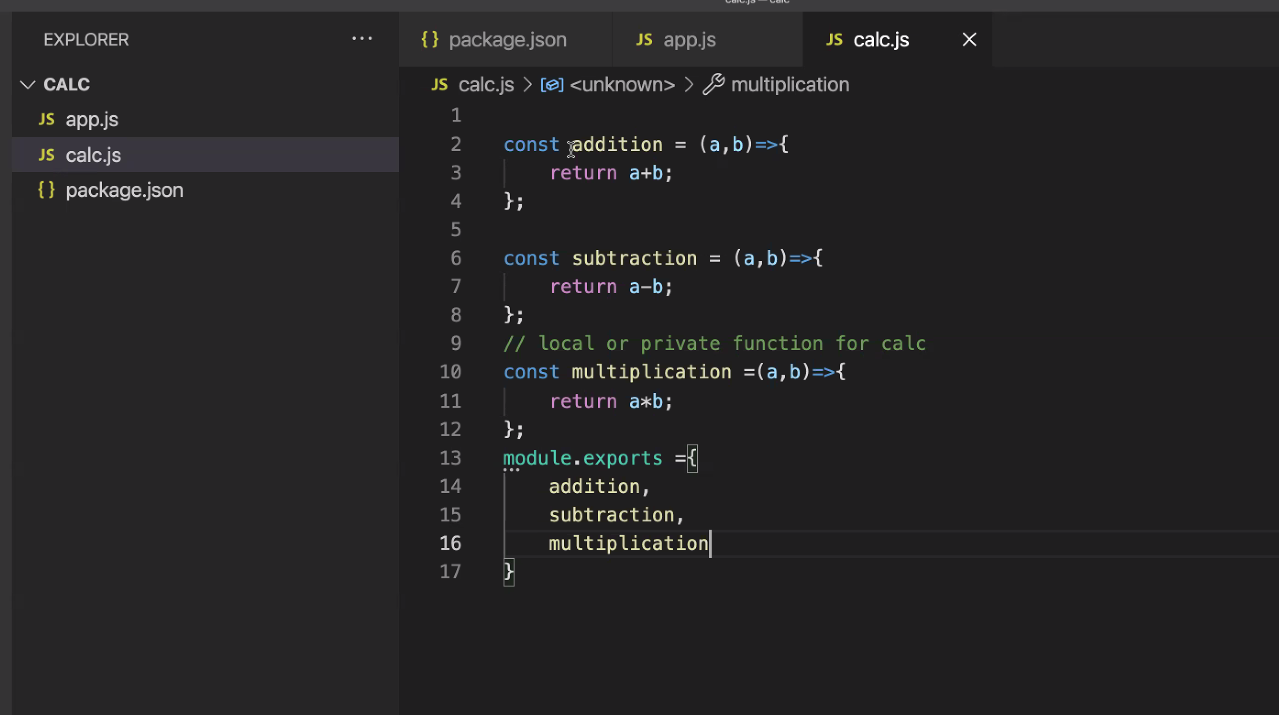 calc.js — calc
EXPLORER ...
{} package.json JS app.js JS calc.js
CALC
JS calc.js > <unknown> > multiplication
JS app.js
JS calc.js
{} package.json
1
2 const addition = (a,b)=>{
3 return a+b;
4 };
5
6 const subtraction = (a,b)=>{
7 return a-b;
8 };
9 // local or private function for calc
10 const multiplication =(a,b)=>{
11 return a*b;
12 };
13 module.exports ={
14 addition,
15 subtraction,
16 multiplication
17 }